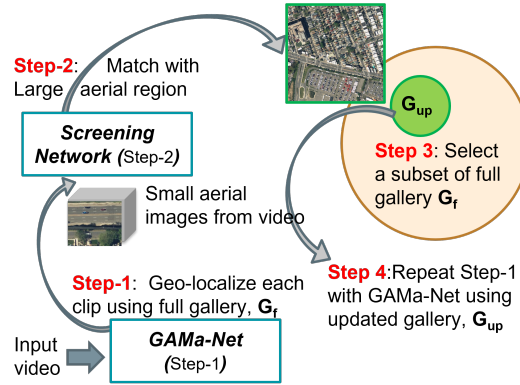 Step-2: Match with
Large aerial region
Screening
Network (Step-2)
Small aerial
images from video
Step-1: Geo-localize each
clip using full gallery, Gf
GAMa-Net
(Step-1)
Input
video
Gup
Step 3: Select
a subset of full
gallery Gf
Step 4:Repeat Step-1
with GAMa-Net using
updated gallery, Gup